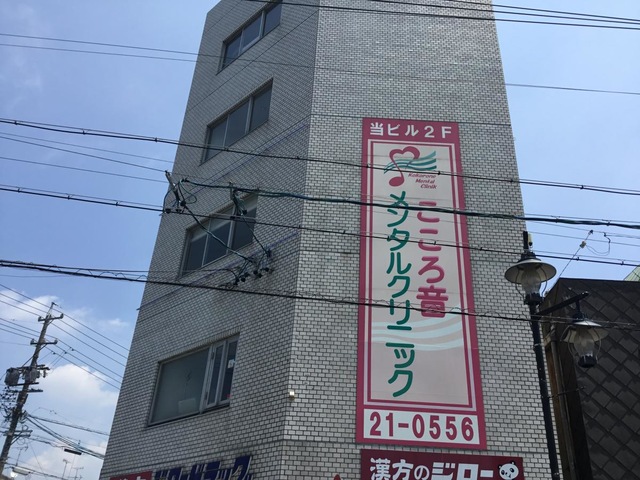 当ビル2F
Kokorone
Mental
Clinic
こころ音
メンタルクリニック
21-0556
漢方のジロー